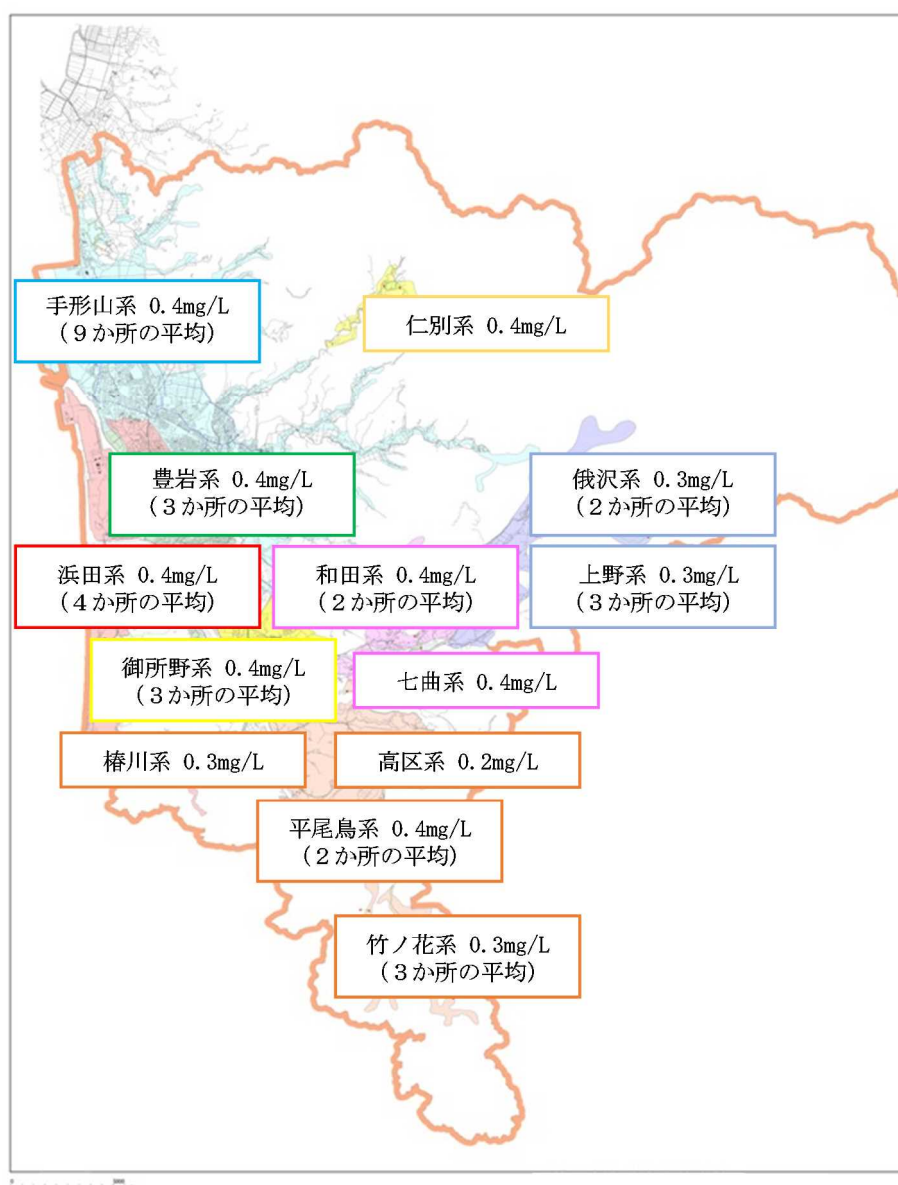 手形山系 0.4mg/L
(9か所の平均)
仁別系 0.4mg/L
豊岩系 0.4mg/L
(3か所の平均)
俄沢系 0.3mg/L
(2か所の平均)
浜田系 0.4mg/L
(4か所の平均)
和田系 0.4mg/L
(2か所の平均)
上野系 0.3mg/L
(3か所の平均)
御所野系 0.4mg/L
(3か所の平均)
七曲系 0.4mg/L
椿川系 0.3mg/L
高区系 0.2mg/L
平尾鳥系 0.4mg/L
(2か所の平均)
竹ノ花系 0.3mg/L
(3か所の平均)